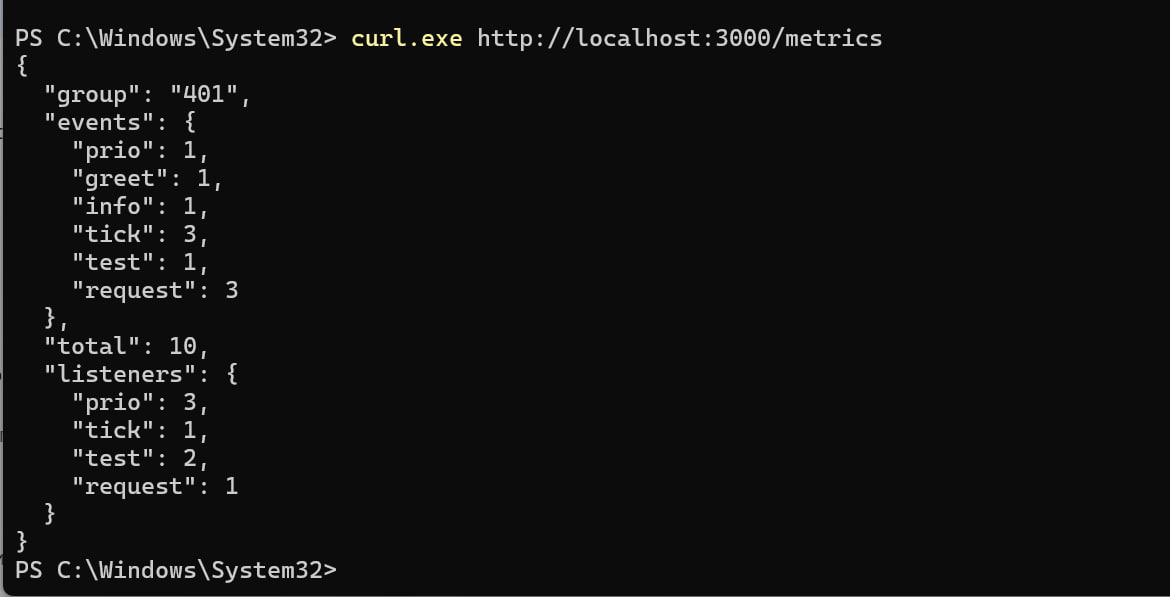 PS C:\Windows\System32> curl.exe http://localhost:3000/metrics
{
  "group": "401",
  "events": {
    "prio": 1,
    "greet": 1,
    "info": 1,
    "tick": 3,
    "test": 1,
    "request": 3
  },
  "total": 10,
  "listeners": {
    "prio": 3,
    "tick": 1,
    "test": 2,
    "request": 1
  }
}
PS C:\Windows\System32>